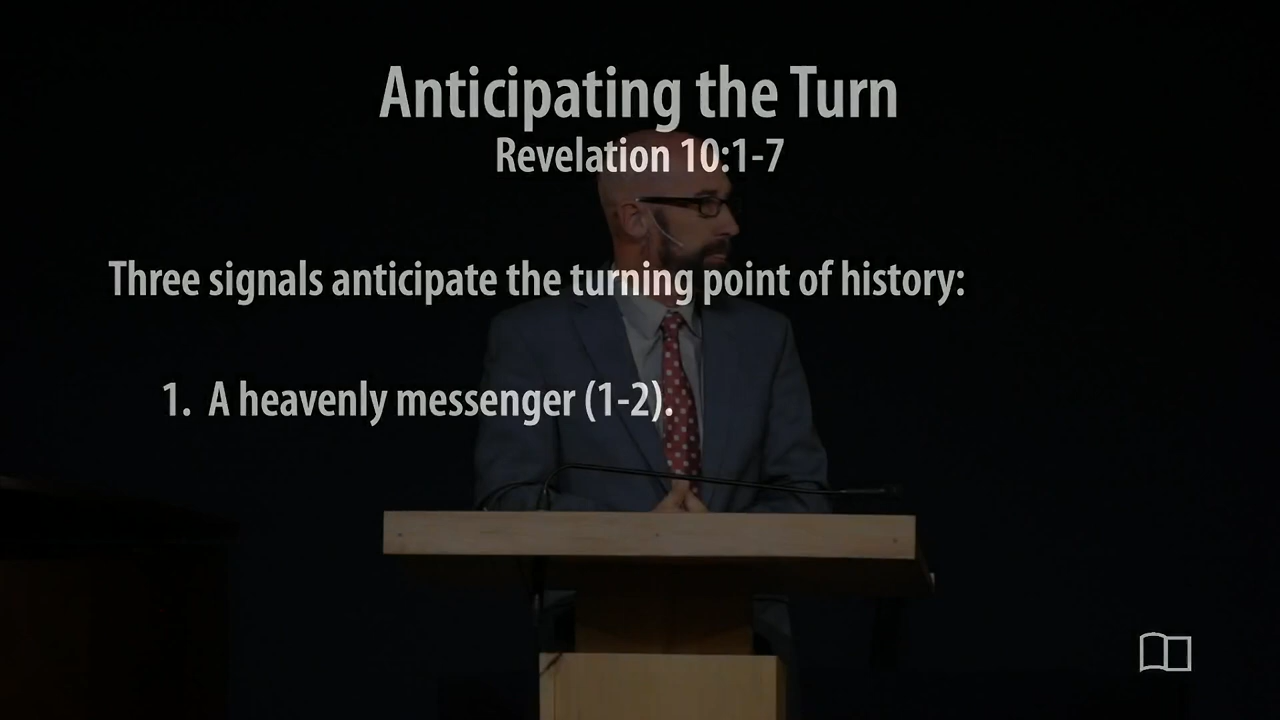 Anticipating the Turn
Revelation 10:1-7
Three signals anticipate the turning point of history:
1. A heavenly messenger (1-2).